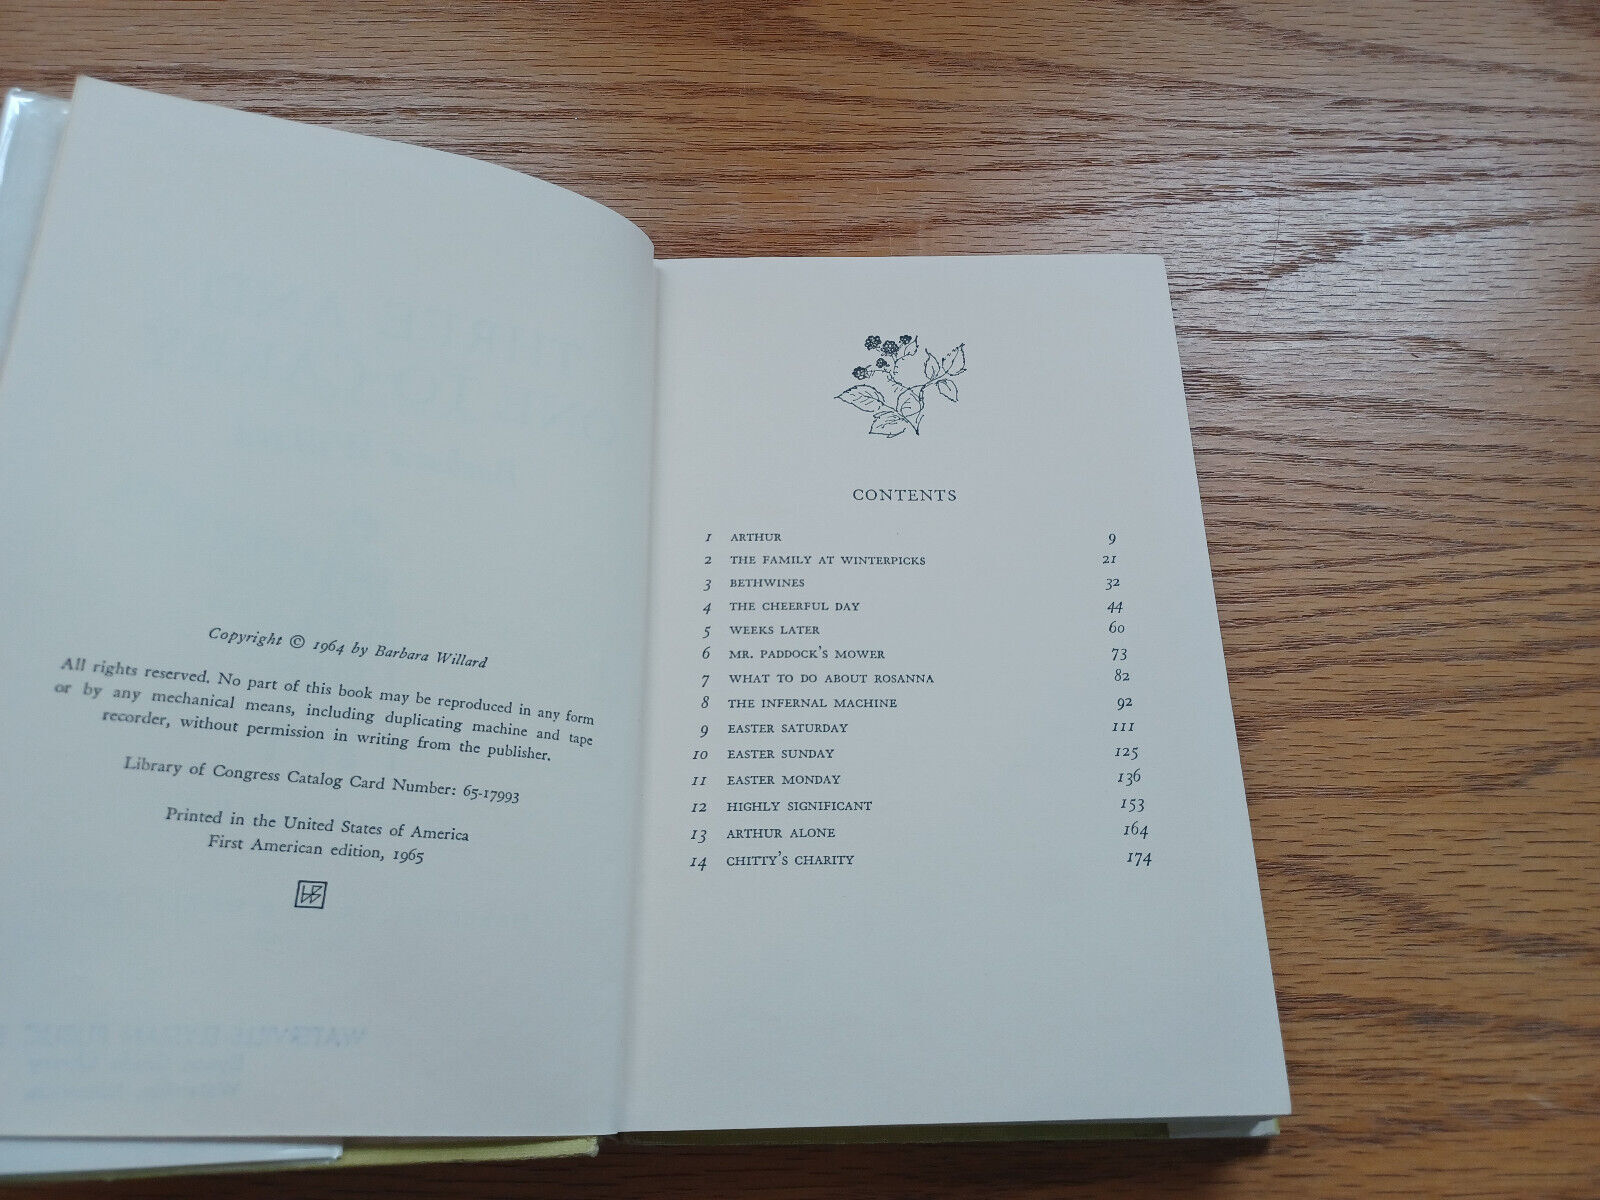 Copyright © 1964 by Barbara Willard
All rights reserved. No part of this book may be reproduced in any form
or by any mechanical means, including duplicating machine and tape
recorder, without permission in writing from the publisher.
Library of Congress Catalog Card Number: 65-17993
Printed in the United States of America
First American edition, 1965
CONTENTS
1 ARTHUR 9
2 THE FAMILY AT WINTERPICKS 21
3 BETHWINES 32
4 THE CHEERFUL DAY 44
5 WEEKS LATER 60
6 MR. PADDOCK'S MOWER 73
7 WHAT TO DO ABOUT ROSANNA 82
8 THE INFERNAL MACHINE 92
9 EASTER SATURDAY 111
10 EASTER SUNDAY 125
11 EASTER MONDAY 136
12 HIGHLY SIGNIFICANT 153
13 ARTHUR ALONE 164
14 CHITTY'S CHARITY 174